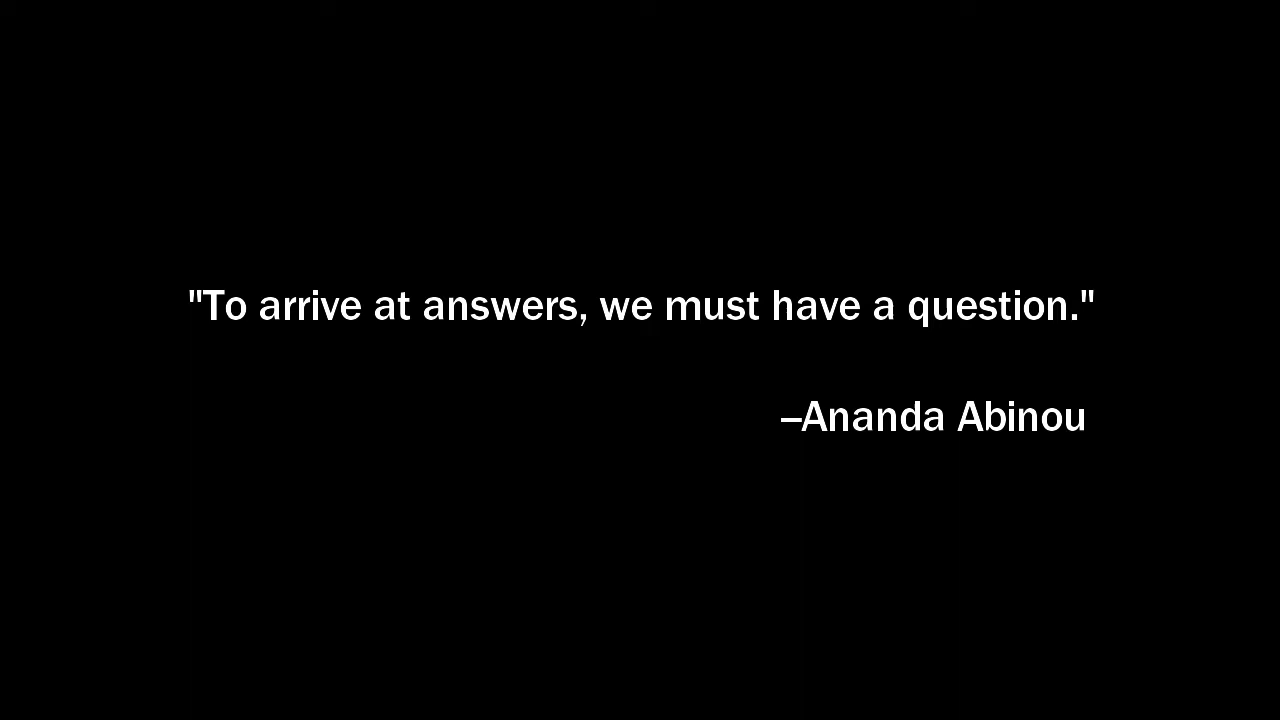 "To arrive at answers, we must have a question."
–Ananda Abinou